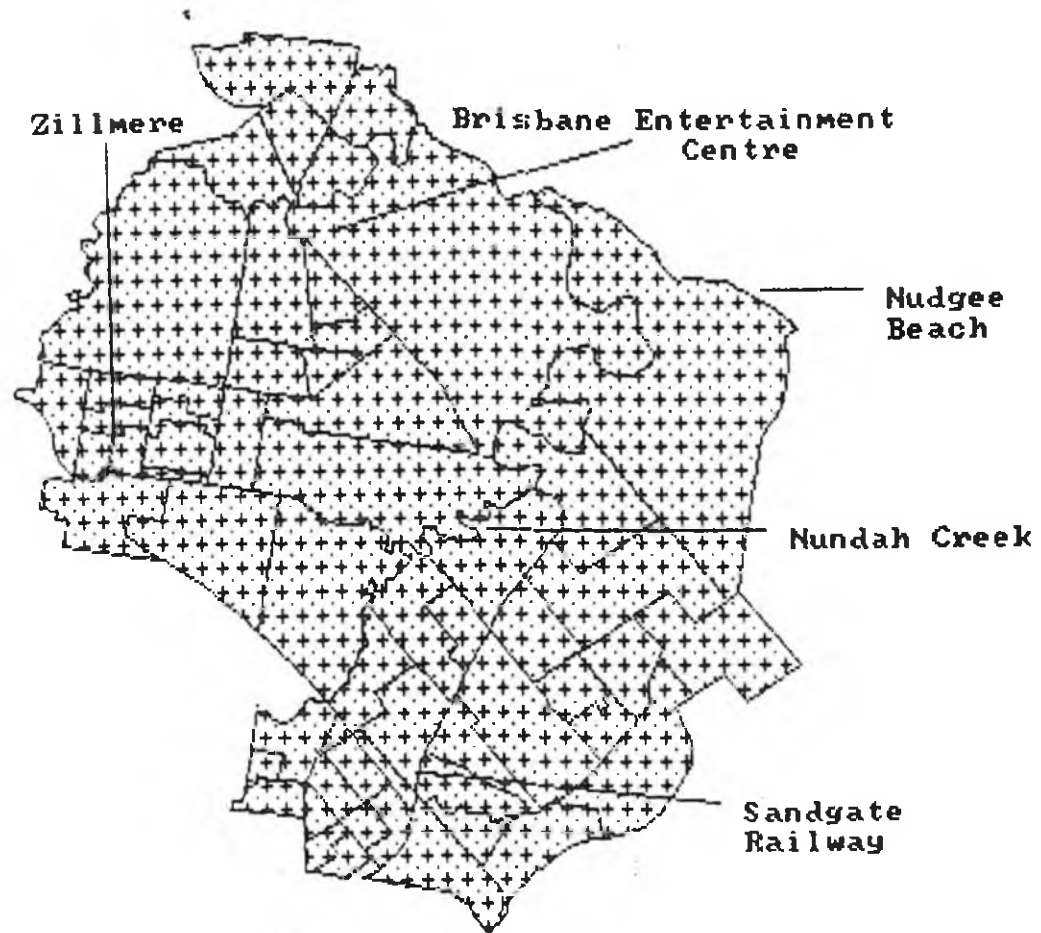 Zillmere
Brisbane Entertainment
Centre
Nudgee
Beach
Nundah Creek
Sandgate
Railway